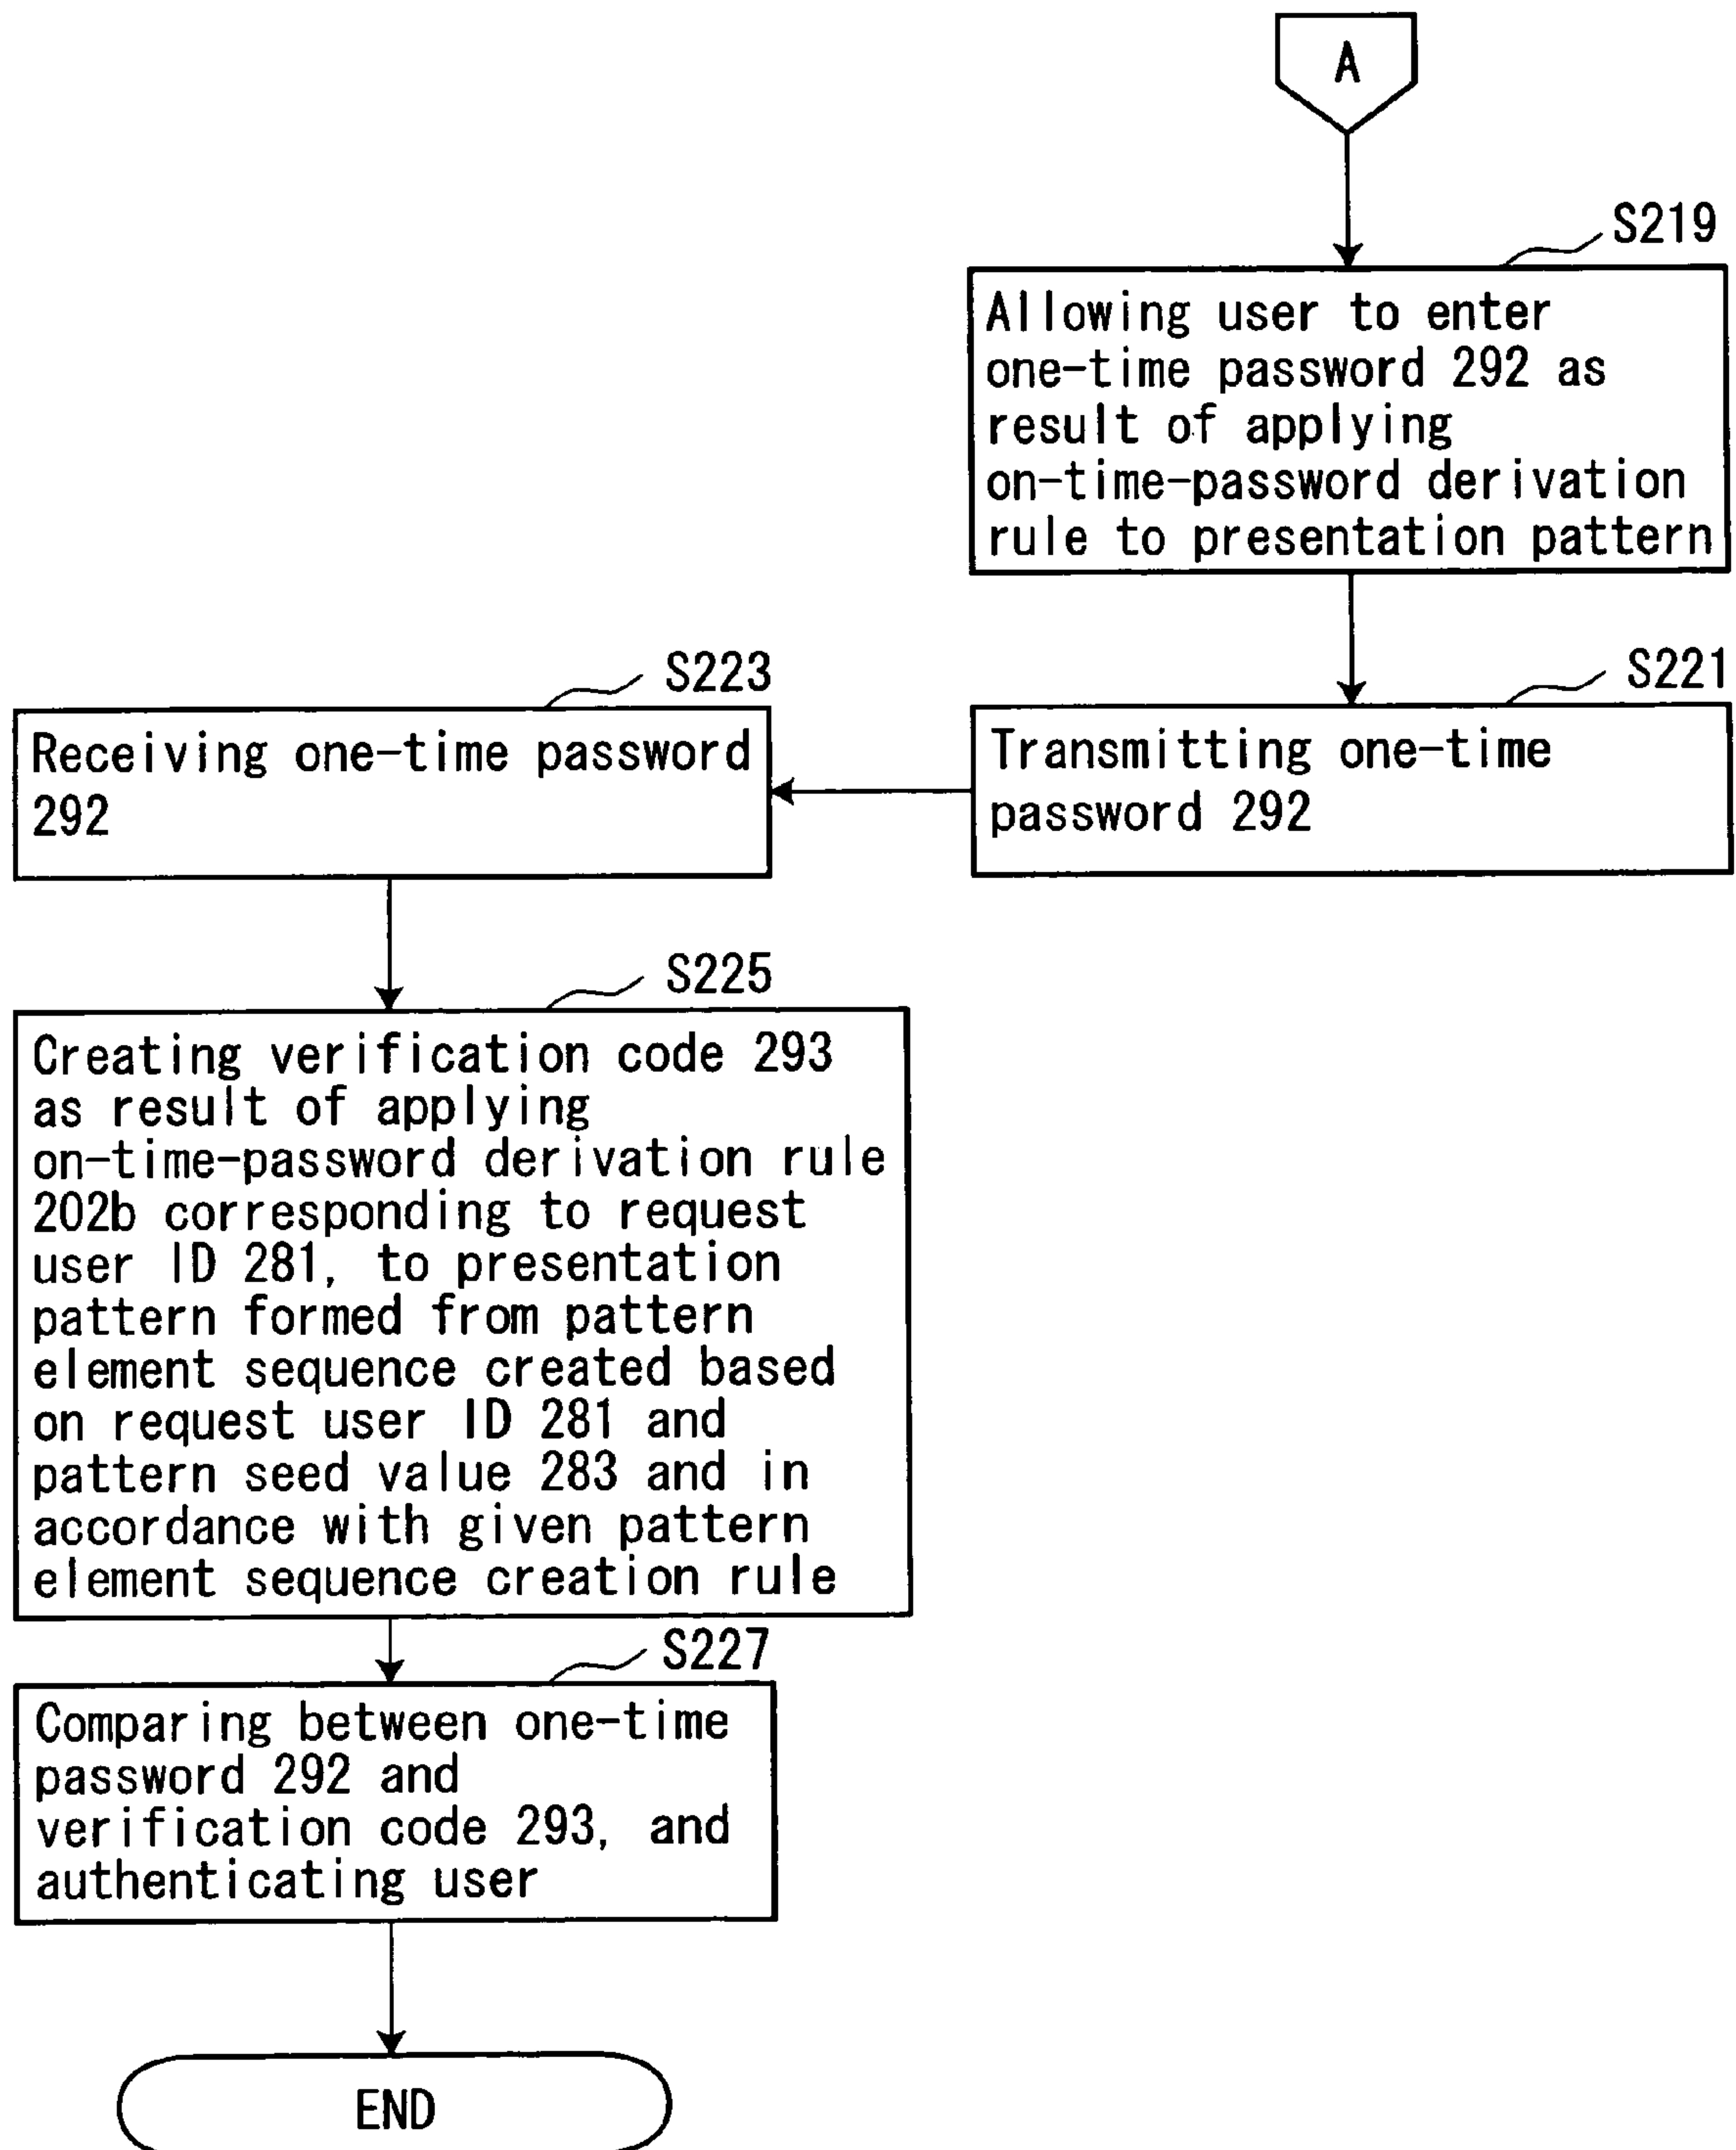 A
S219
Allowing user to enter
one-time password 292 as
result of applying
on-time-password derivation
rule to presentation pattern
S221
Transmitting one-time
password 292
S223
Receiving one-time password
292
S225
Creating verification code 293
as result of applying
on-time-password derivation rule
202b corresponding to request
user ID 281, to presentation
pattern formed from pattern
element sequence created based
on request user ID 281 and
pattern seed value 283 and in
accordance with given pattern
element sequence creation rule
S227
Comparing between one-time
password 292 and
verification code 293, and
authenticating user
END